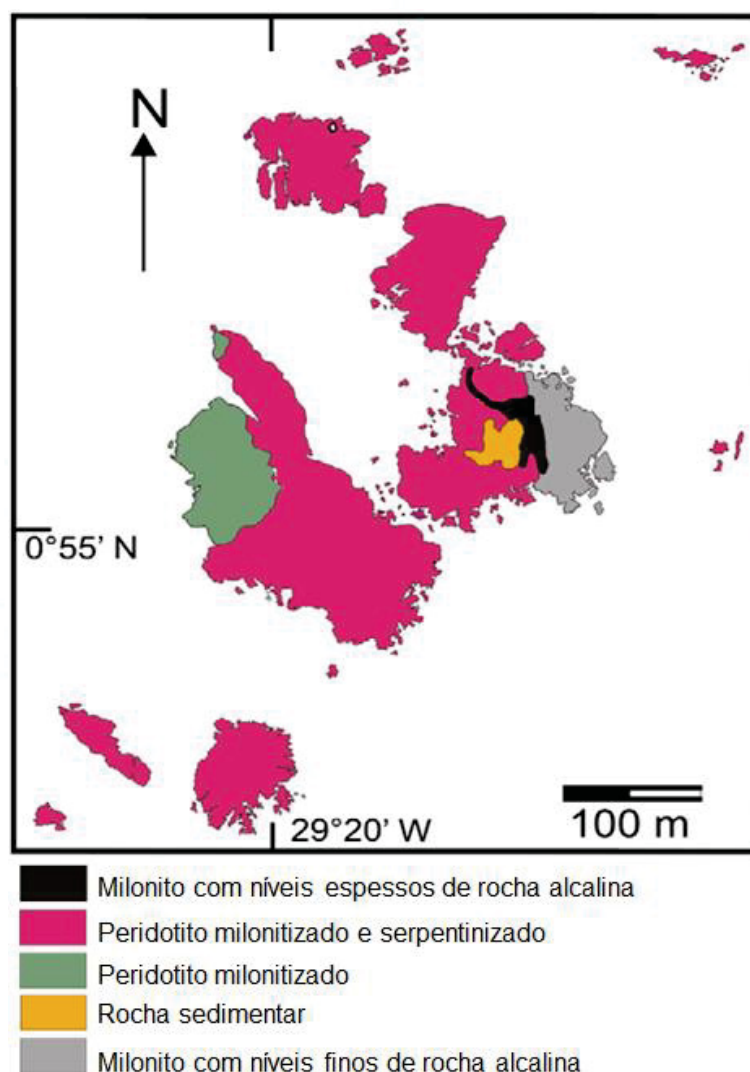 N
0°55' N
29°20' W
100 m
Milonito com níveis espessos de rocha alcalina
Peridotito milonitizado e serpentinizado
Peridotito milonitizado
Rocha sedimentar
Milonito com níveis finos de rocha alcalina